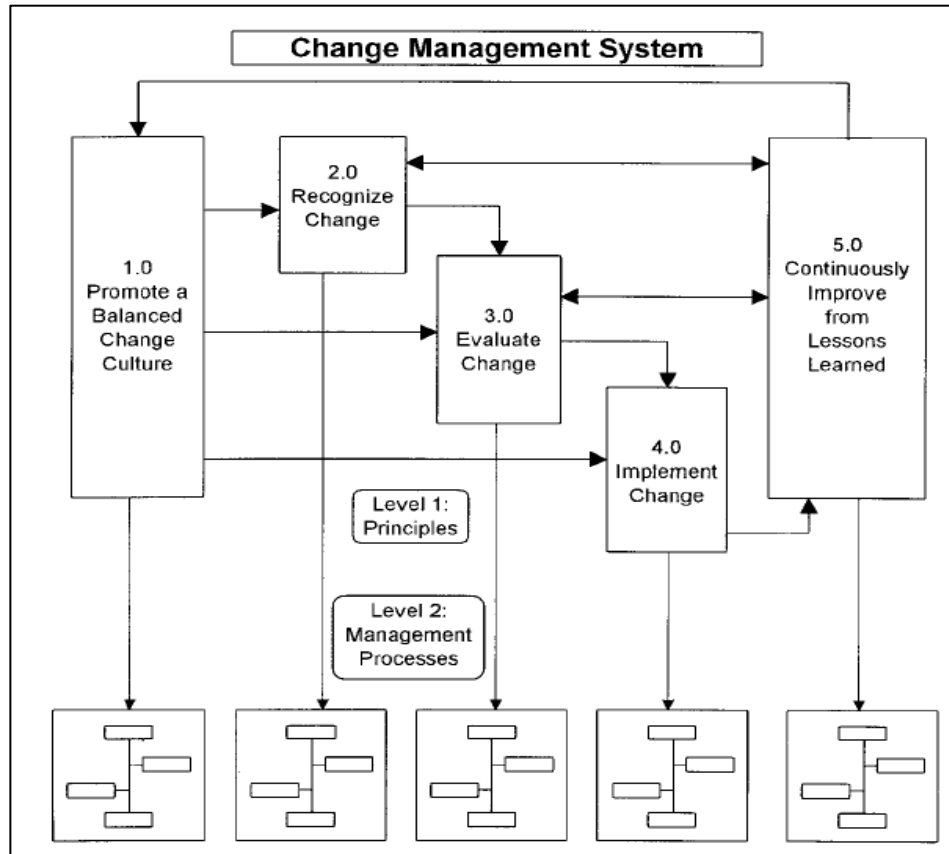 Change Management System
1.0
Promote a
Balanced
Change
Culture
2.0
Recognize
Change
3.0
Evaluate
Change
4.0
Implement
Change
5.0
Continuously
Improve
from
Lessons
Learned
Level 1:
Principles
Level 2:
Management
Processes